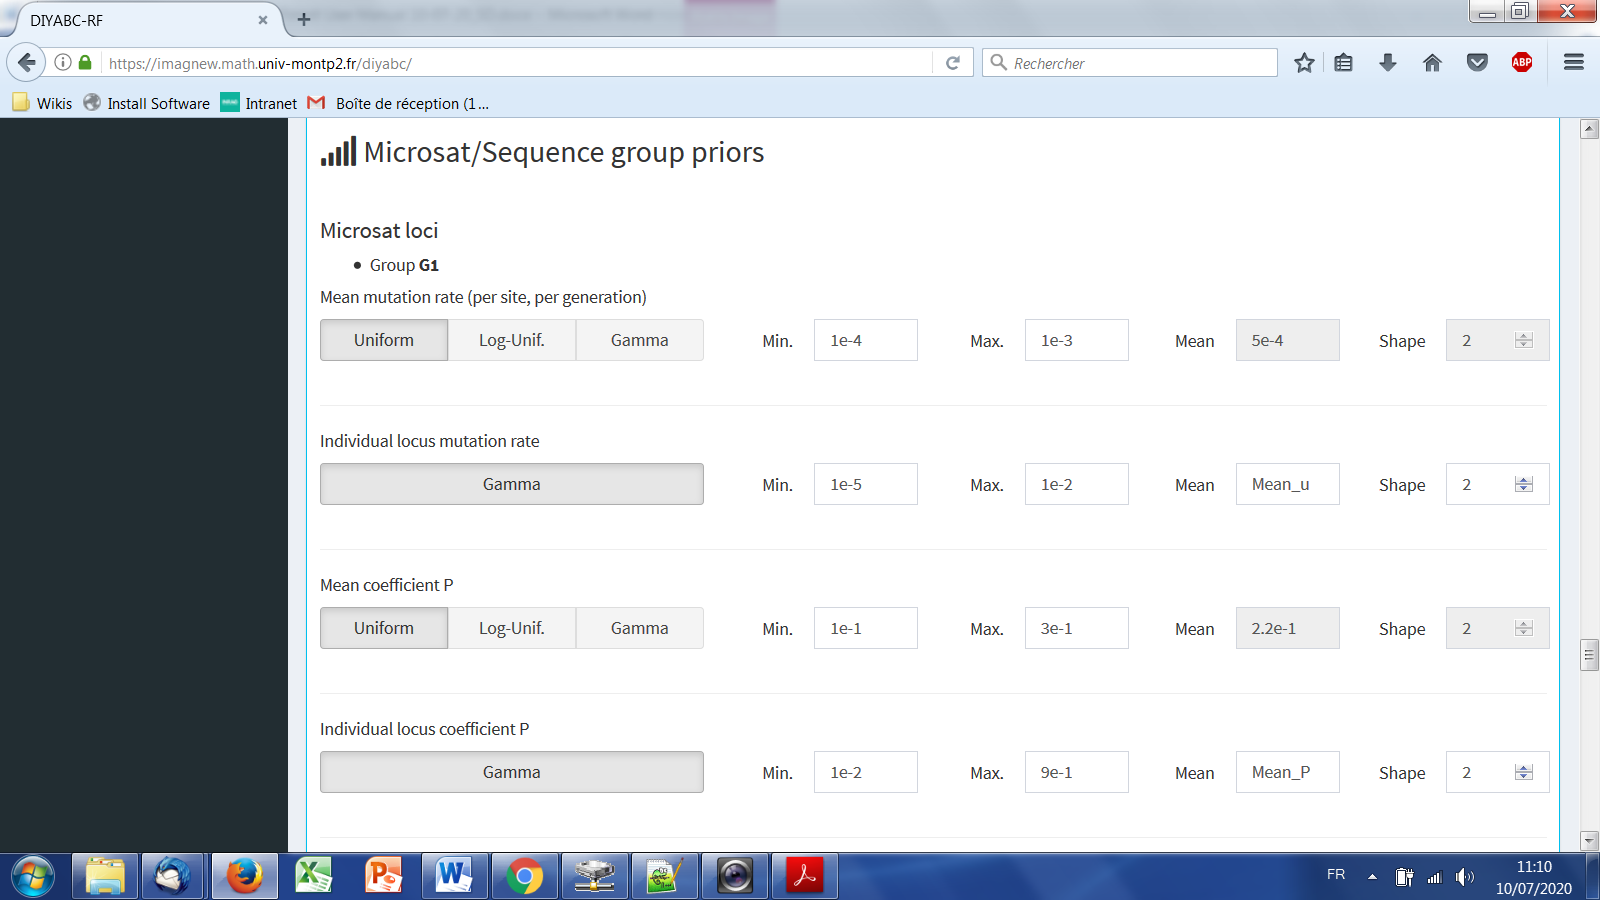 DIYABC-RF
https://imagnew.math.univ-montp2.fr/diyabc/
Rechercher
ABP
Wikis
Install Software
Intranet
Boîte de réception (1 ...
Microsat/Sequence group priors
Microsat loci
Group G1
Mean mutation rate (per site, per generation)
Uniform Log-Unif. Gamma Min. 1e-4 Max. 1e-3 Mean 5e-4 Shape 2
Individual locus mutation rate
Gamma Min. 1e-5 Max. 1e-2 Mean Mean_u Shape 2
Mean coefficient P
Uniform Log-Unif. Gamma Min. 1e-1 Max. 3e-1 Mean 2.2e-1 Shape 2
Individual locus coefficient P
Gamma Min. 1e-2 Max. 9e-1 Mean Mean_P Shape 2
FR
11:10
10/07/2020